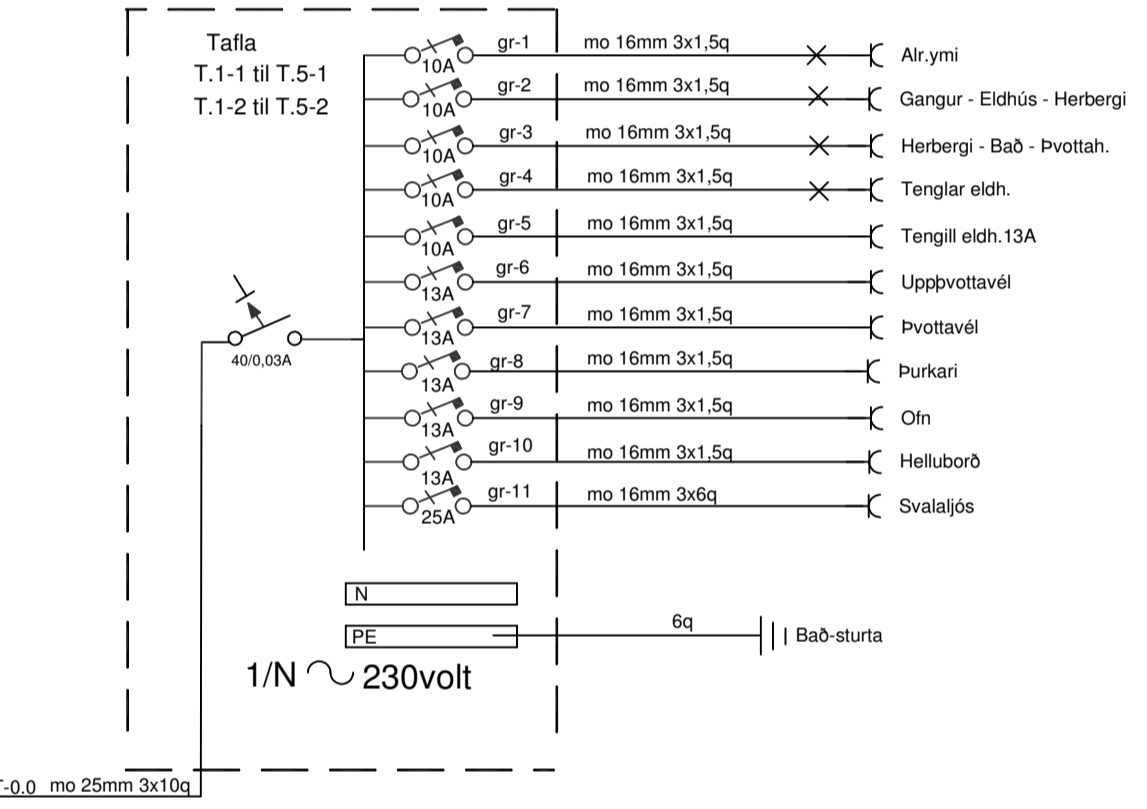 Tafla
T.1-1 til T.5-1
T.1-2 til T.5-2
10A gr-1 mo 16mm 3x1,5q Alr.ymi
10A gr-2 mo 16mm 3x1,5q Gangur - Eldhús - Herbergi
10A gr-3 mo 16mm 3x1,5q Herbergi - Bað - Þvottah.
10A gr-4 mo 16mm 3x1,5q Tenglar eldh.
10A gr-5 mo 16mm 3x1,5q Tengill eldh.13A
13A gr-6 mo 16mm 3x1,5q Uppþvottavél
13A gr-7 mo 16mm 3x1,5q Þvottavél
13A gr-8 mo 16mm 3x1,5q Þurkari
13A gr-9 mo 16mm 3x1,5q Ofn
13A gr-10 mo 16mm 3x1,5q Helluborð
25A gr-11 mo 16mm 3x6q Svalaljós
40/0,03A
N
PE 6q Bað-sturta
1/N 230volt
T-0.0 mo 25mm 3x10q